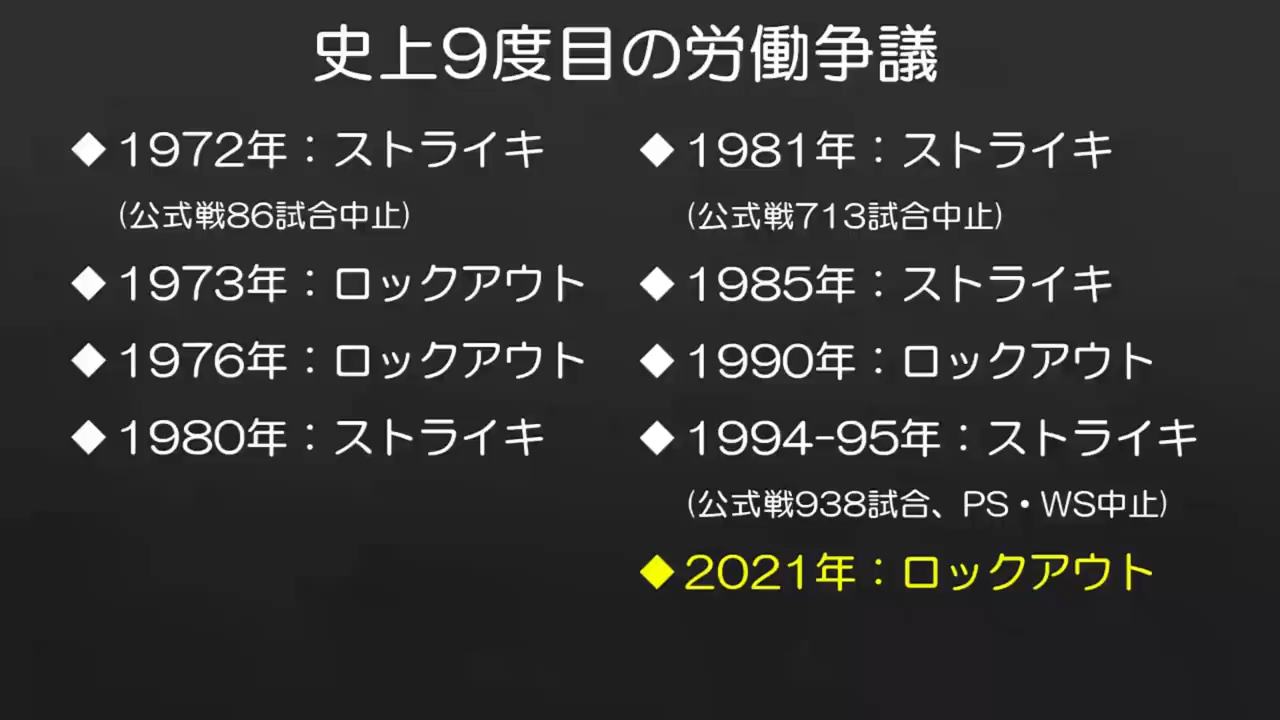 史上9度目の労働争議
◆1972年：ストライキ
(公式戦86試合中止)
◆1973年：ロックアウト
◆1976年：ロックアウト
◆1980年：ストライキ
◆1981年：ストライキ
(公式戦713試合中止)
◆1985年：ストライキ
◆1990年：ロックアウト
◆1994-95年：ストライキ
(公式戦938試合、PS・WS中止)
◆2021年：ロックアウト